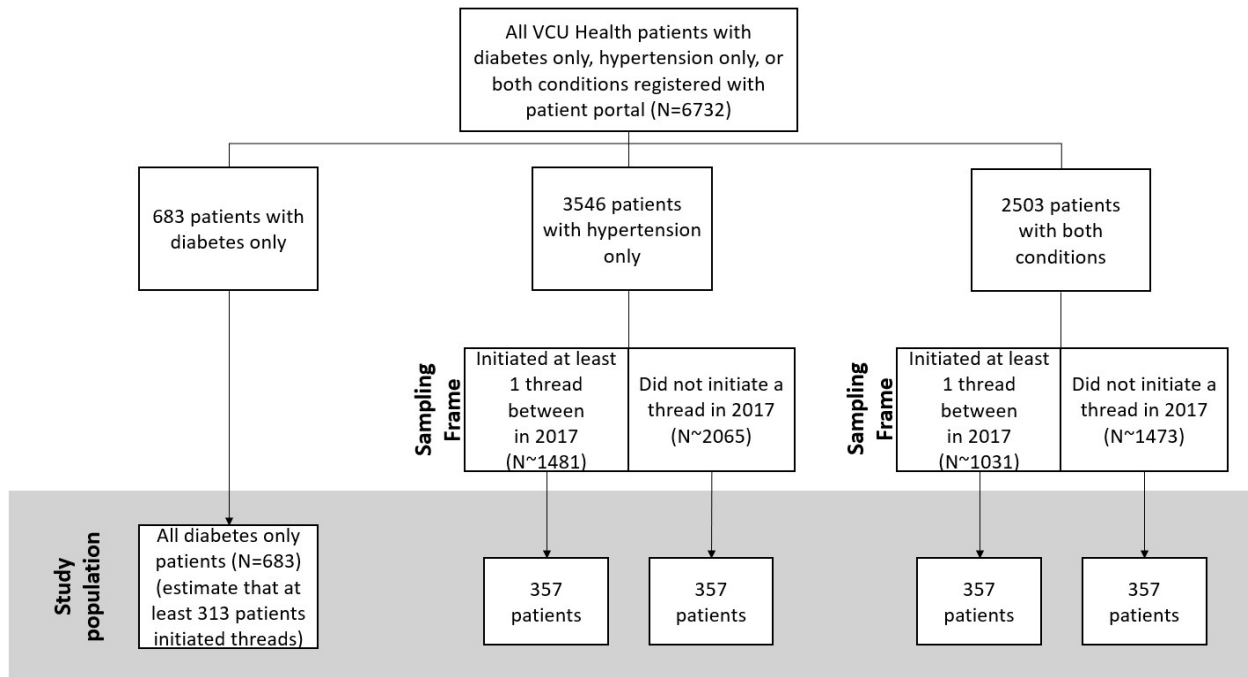 All VCU Health patients with
diabetes only, hypertension only, or
both conditions registered with
patient portal (N=6732)
683 patients with
diabetes only
3546 patients
with hypertension
only
2503 patients
with both
conditions
Sampling
Frame
Initiated at least
1 thread
between
in 2017
(N~1481)
Did not initiate a
thread in 2017
(N~2065)
Sampling
Frame
Initiated at least
1 thread
between
in 2017
(N~1031)
Did not initiate a
thread in 2017
(N~1473)
Study
population
All diabetes only
patients (N=683)
(estimate that at
least 313 patients
initiated threads)
357
patients
357
patients
357
patients
357
patients